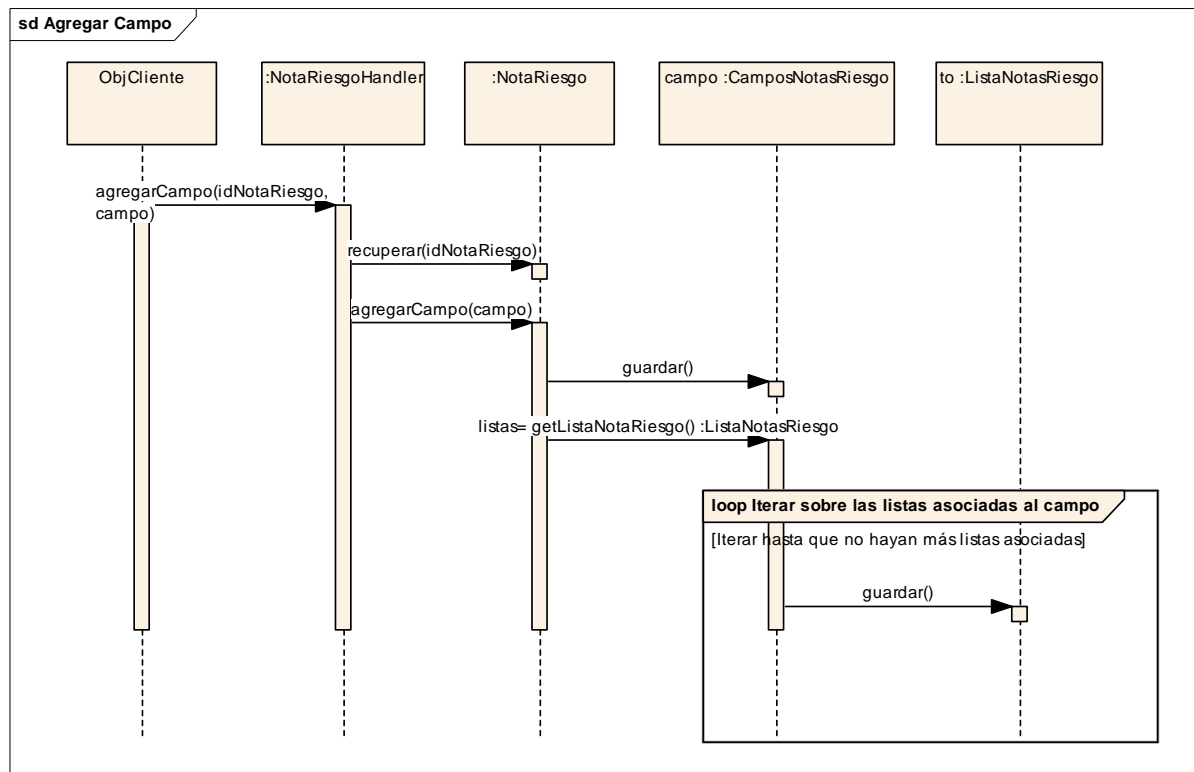 sd Agregar Campo
ObjCliente
:NotaRiesgoHandler
:NotaRiesgo
campo :CamposNotasRiesgo
to :ListaNotasRiesgo
agregarCampo(idNotaRiesgo,
campo)
recuperar(idNotaRiesgo)
agregarCampo(campo)
guardar()
listas= getListaNotaRiesgo() :ListaNotasRiesgo
loop Iterar sobre las listas asociadas al campo
[Iterar hasta que no hayan más listas asociadas]
guardar()